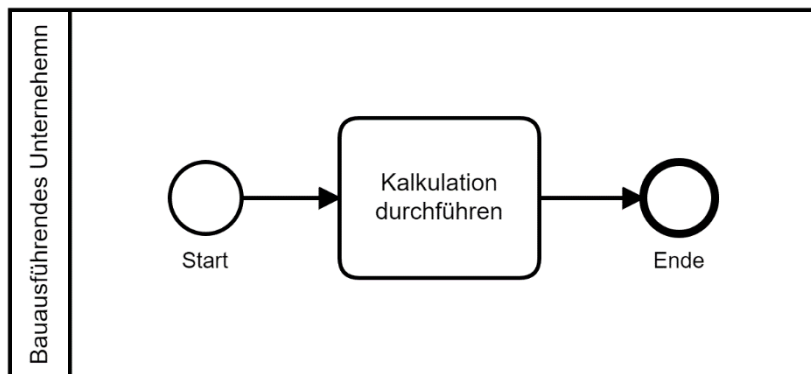 Bauausführendes Unternehemn
Kalkulation
durchführen
Start
Ende